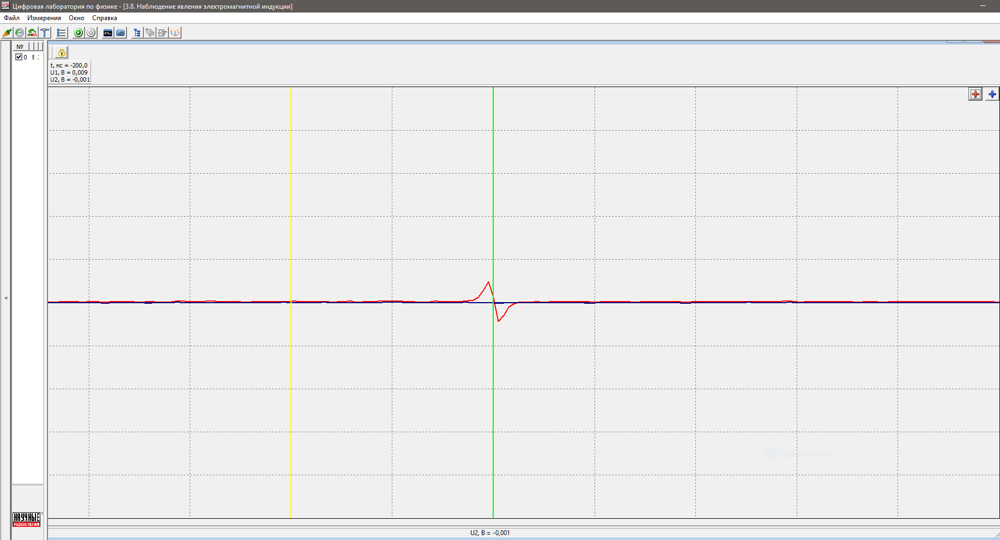 Цифровая лаборатория по физике - [3.8. Наблюдение явления электромагнитной индукции]
Файл Измерения Окно Справка
№
0
t, мс = -200,0
U1, В = 0,009
U2, В = -0,001
«
НАУЧНЫЕ
РАЗВЛЕЧЕНИЯ
U2, В = -0,001